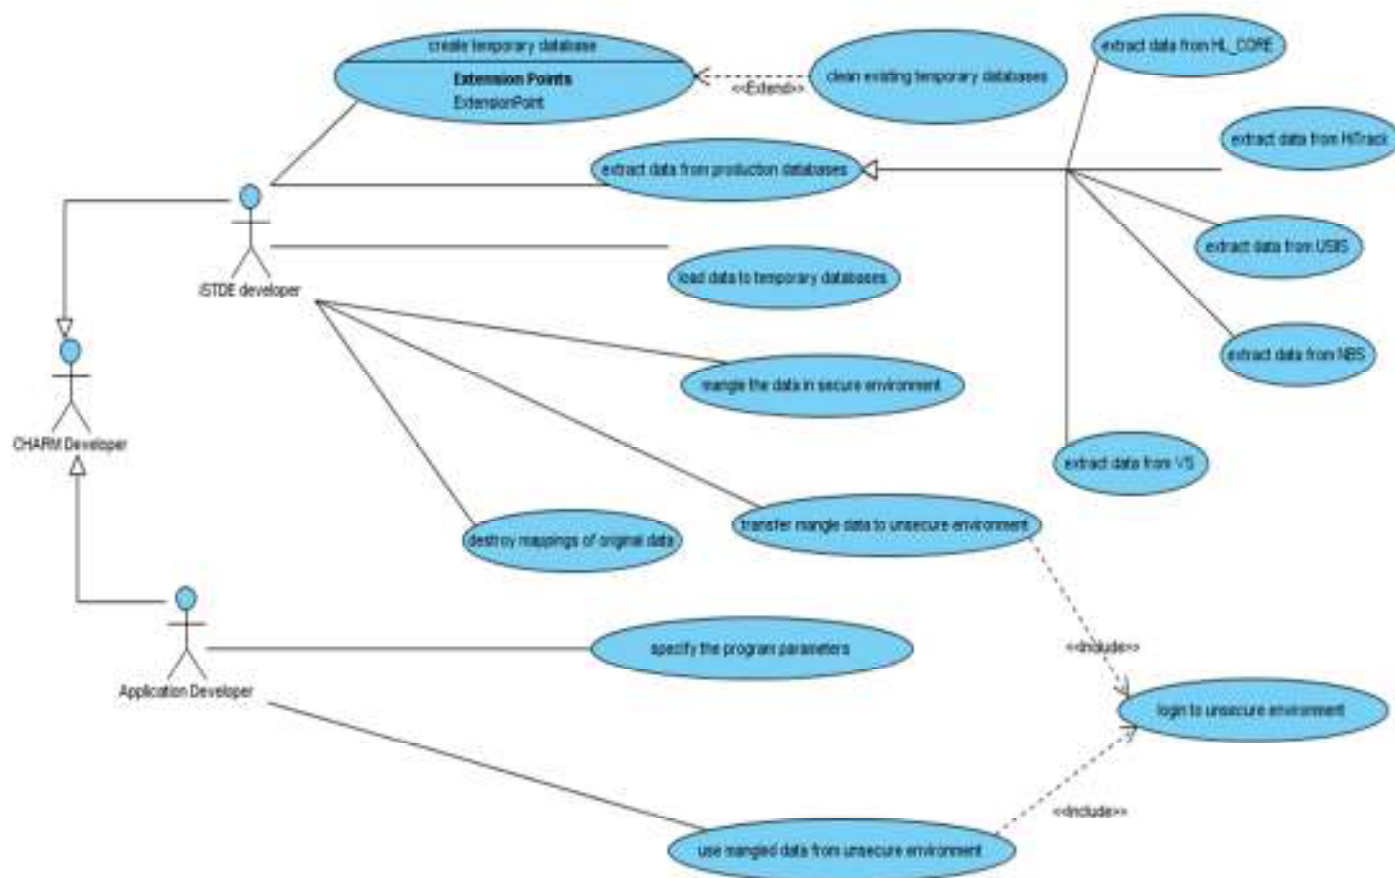 create temporary database
Extension Points
ExtensionPoint
<<Extend>>
clean existing temporary databases
extract data from HL_CORE
extract data from HiTrack
extract data from production databases
extract data from USIIS
iSTDE developer
load data to temporary databases
extract data from NBS
mangle the data in secure environment
CHARM Developer
extract data from VS
transfer mangle data to unsecure environment
destroy mappings of original data
specify the program parameters
<<Include>>
Application Developer
login to unsecure environment
<<Include>>
use mangled data from unsecure environment